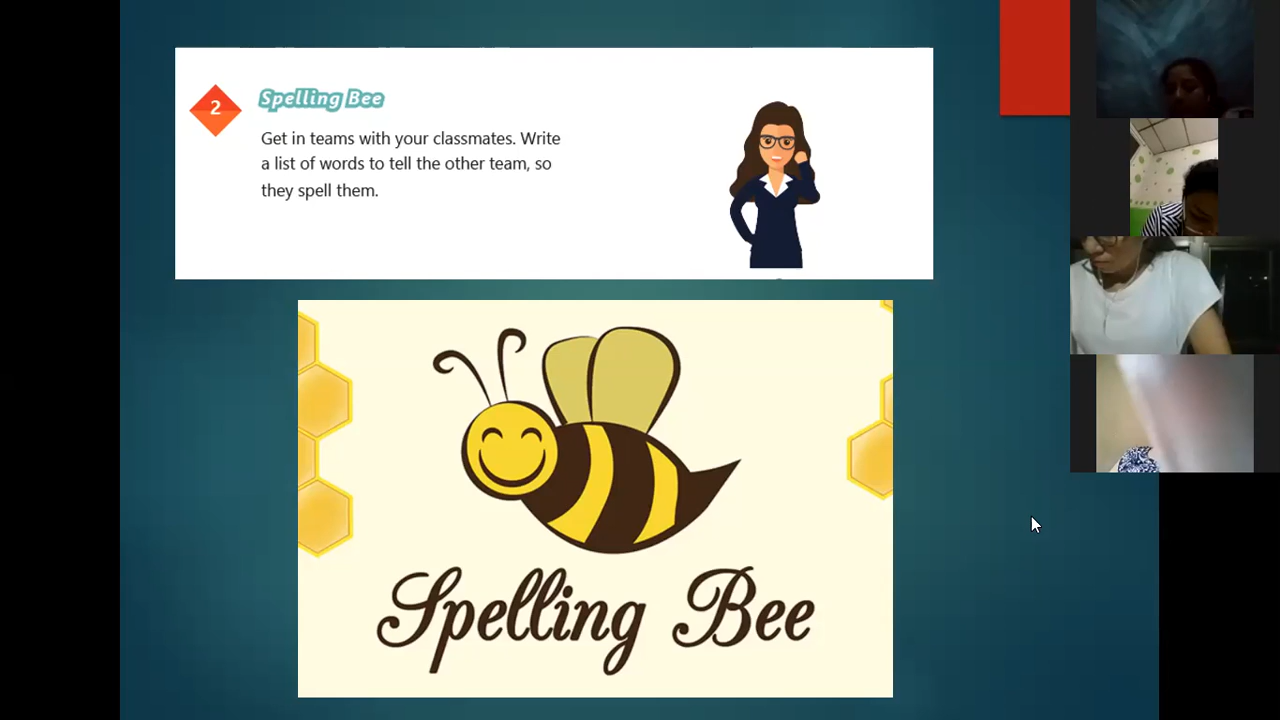 2
Spelling Bee
Get in teams with your classmates. Write
a list of words to tell the other team, so
they spell them.
Spelling Bee